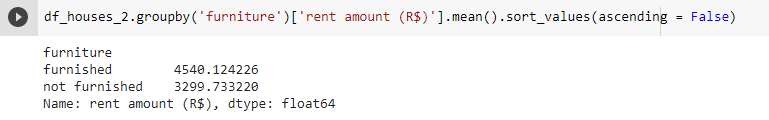 df_houses_2.groupby('furniture')['rent amount (R$)'].mean().sort_values(ascending = False)
furniture
furnished        4540.124226
not furnished    3299.733220
Name: rent amount (R$), dtype: float64